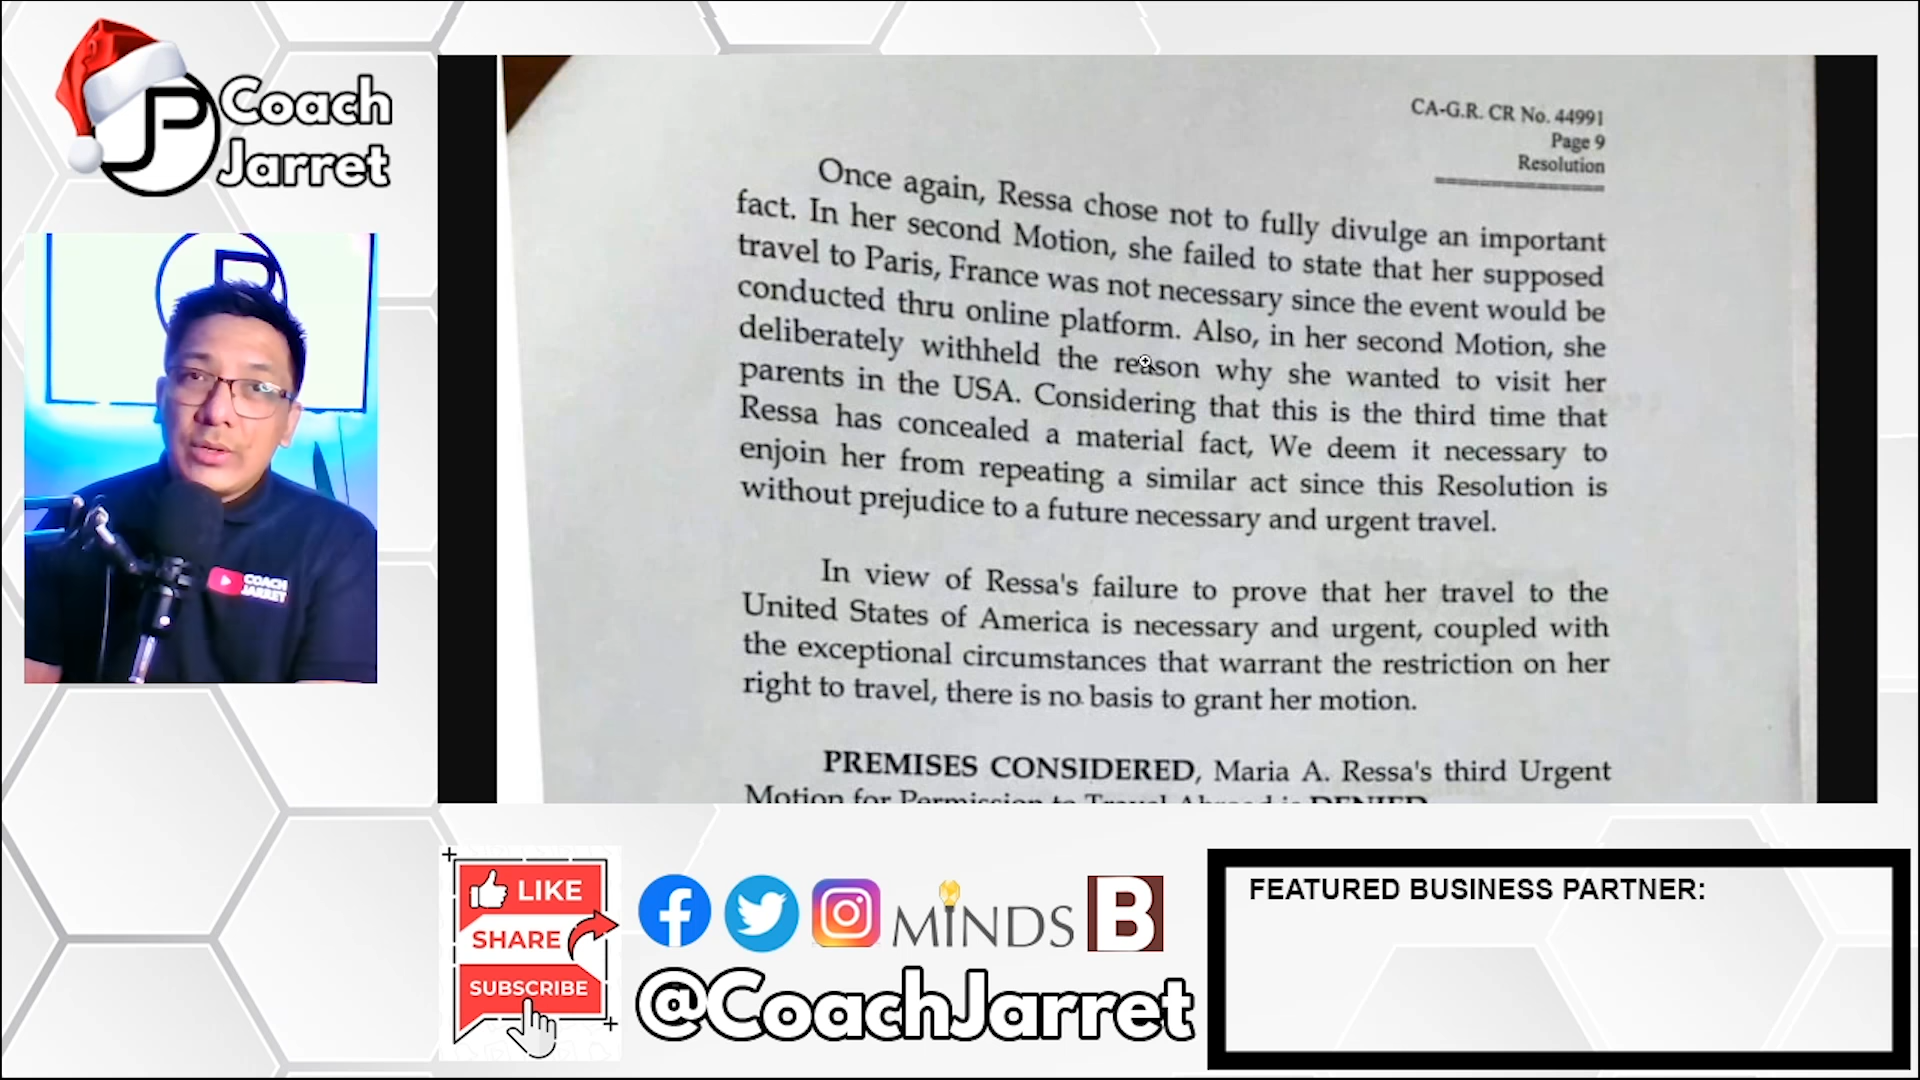 Coach
Jarret
COACH
JARRET
CA-G.R. CR No. 44991
Page 9
Resolution
Once again, Ressa chose not to fully divulge an important
fact. In her second Motion, she failed to state that her supposed
travel to Paris, France was not necessary since the event would be
conducted thru online platform. Also, in her second Motion, she
deliberately withheld the reason why she wanted to visit her
parents in the USA. Considering that this is the third time that
Ressa has concealed a material fact, We deem it necessary to
enjoin her from repeating a similar act since this Resolution is
without prejudice to a future necessary and urgent travel.
In view of Ressa's failure to prove that her travel to the
United States of America is necessary and urgent, coupled with
the exceptional circumstances that warrant the restriction on her
right to travel, there is no basis to grant her motion.
PREMISES CONSIDERED, Maria A. Ressa's third Urgent
Motion for Permission to Travel Abroad is DENIED
LIKE
SHARE
SUBSCRIBE
MINDS
B
@CoachJarret
FEATURED BUSINESS PARTNER: